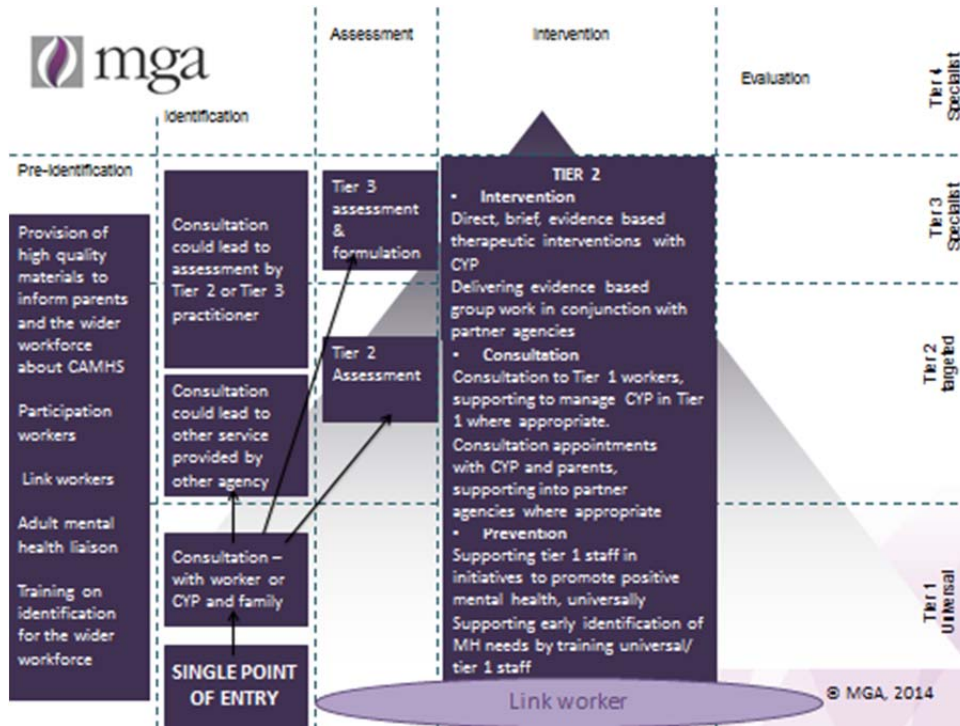 mga
Assessment
Intervention
Evaluation
Tier 4
Specialist
Identification
Pre-Identification
Provision of
high quality
materials to
inform parents
and the wider
workforce
about CAMHS
Participation
workers
Link workers
Adult mental
health liaison
Training on
identification
for the wider
workforce
Consultation
could lead to
assessment by
Tier 2 or Tier 3
practitioner
Consultation
could lead to
other service
provided by
other agency
Consultation –
with worker or
CYP and family
SINGLE POINT
OF ENTRY
Tier 3
assessment
&
formulation
Tier 2
Assessment
TIER 2
• Intervention
Direct, brief, evidence based
therapeutic interventions with
CYP
Delivering evidence based
group work in conjunction with
partner agencies
• Consultation
Consultation to Tier 1 workers,
supporting to manage CYP in Tier
1 where appropriate.
Consultation appointments
with CYP and parents,
supporting into partner
agencies where appropriate
• Prevention
Supporting tier 1 staff in
initiatives to promote positive
mental health, universally
Supporting early identification of
MH needs by training universal/
tier 1 staff
Link worker
Tier 3
Specialist
Tier 2
targeted
Tier 1
Universal
© MGA, 2014